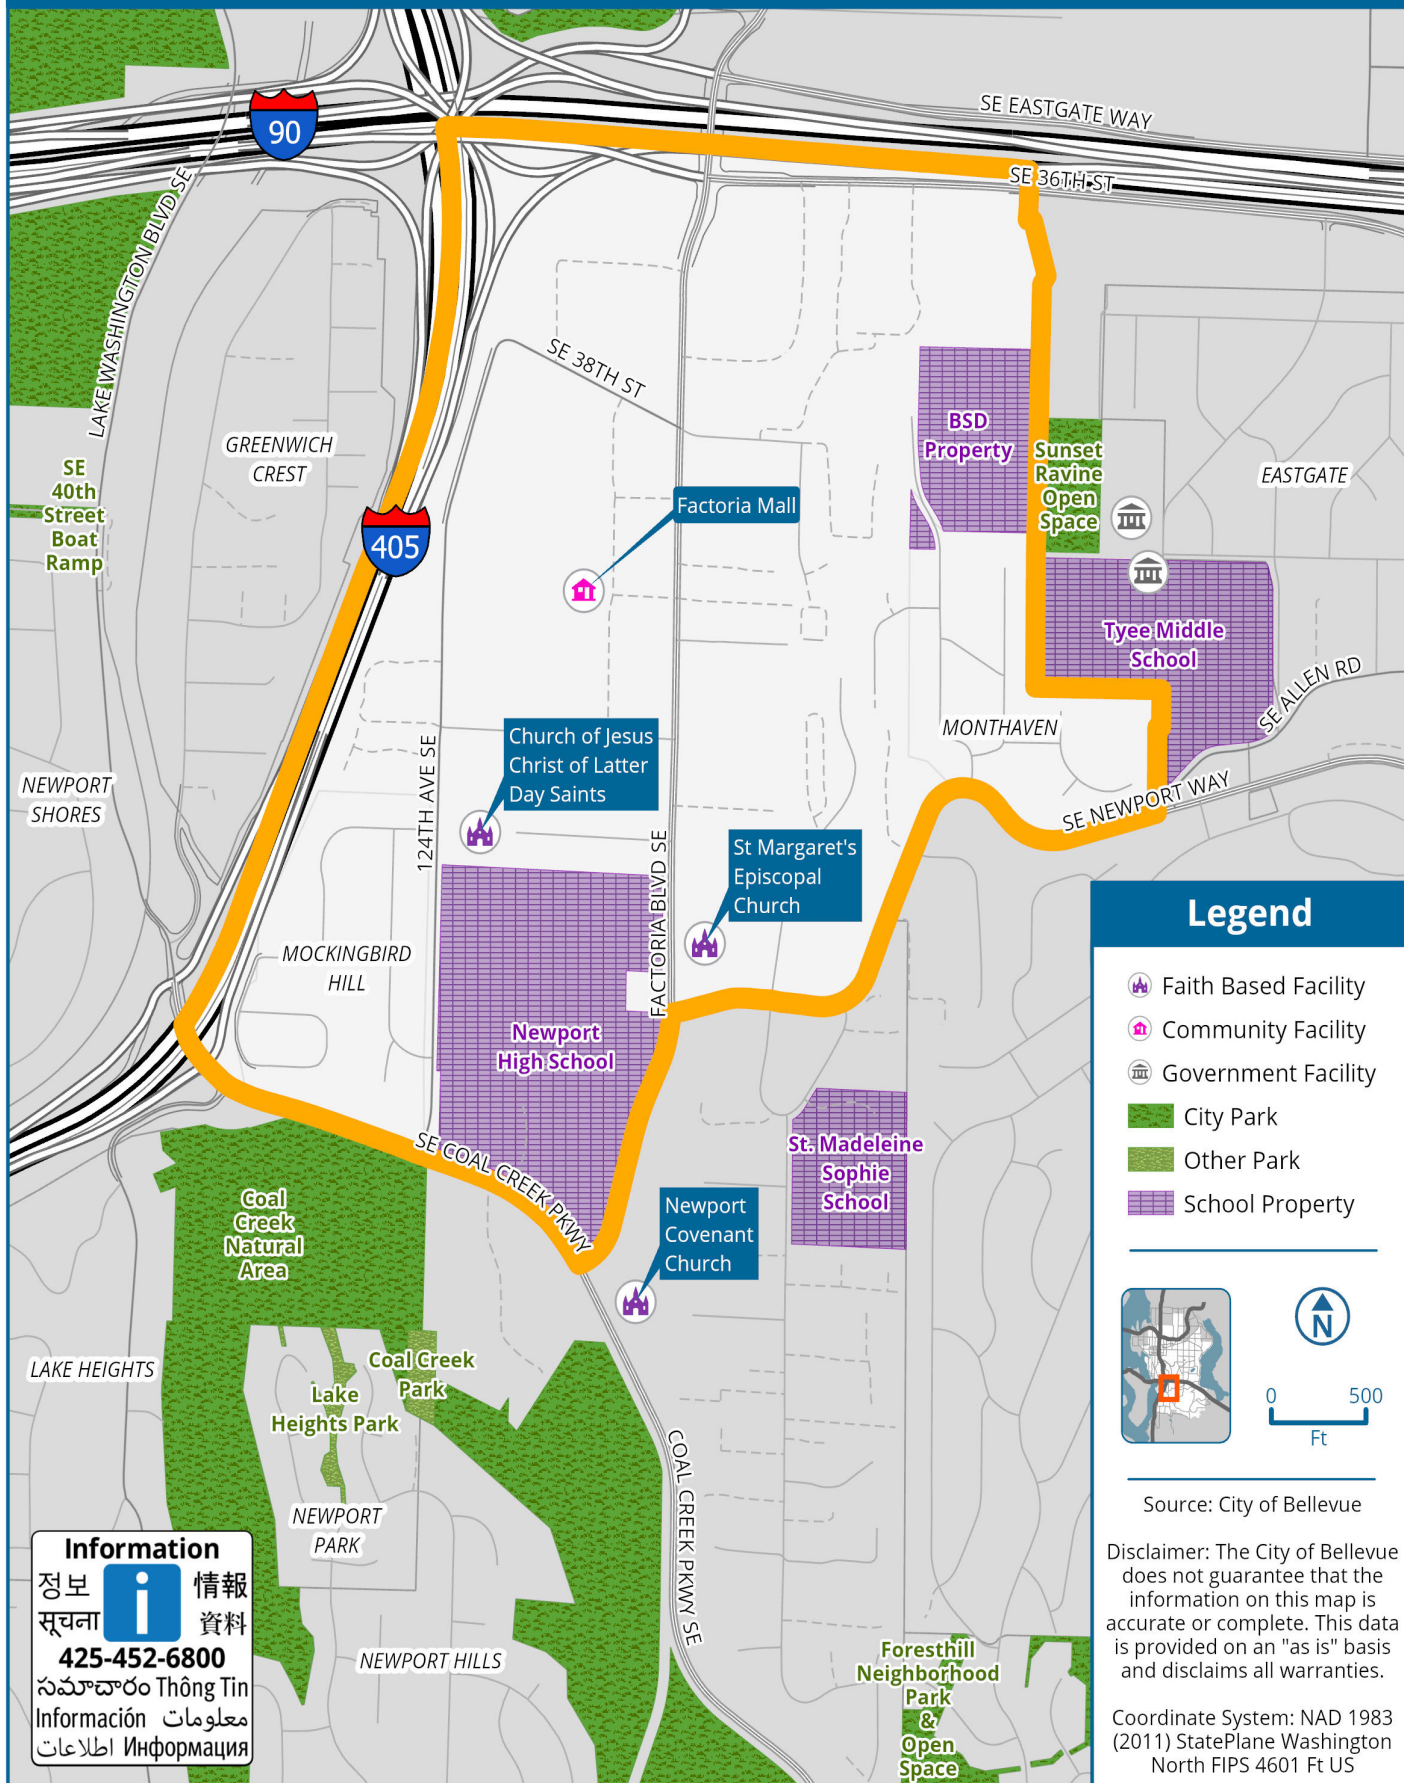 SE EASTGATE WAY
90
SE 36TH ST
LAKE WASHINGTON BLVD SE
SE 38TH ST
BSD
Property
GREENWICH
CREST
Sunset
Ravine
Open
Space
EASTGATE
SE
40th
Street
Boat
Ramp
Factoria Mall
405
Tyee Middle
School
SE ALLEN RD
MONTHAVEN
NEWPORT
SHORES
Church of Jesus
Christ of Latter
Day Saints
124TH AVE SE
SE NEWPORT WAY
FACTORIA BLVD SE
St Margaret's
Episcopal
Church
MOCKINGBIRD
HILL
Newport
High School
SE COAL CREEK PKWY
St. Madeleine
Sophie
School
Coal
Creek
Natural
Area
Newport
Covenant
Church
LAKE HEIGHTS
Coal Creek
Park
Lake
Heights Park
COAL CREEK PKWY SE
NEWPORT
PARK
NEWPORT HILLS
Foresthill
Neighborhood
Park
&
Open
Space
Information
정보 i 情報
सूचना 資料
425-452-6800
సమాచారం Thông Tin
Información معلومات
اطلاعات Информация
Legend
Faith Based Facility
Community Facility
Government Facility
City Park
Other Park
School Property
N
0 500
Ft
Source: City of Bellevue
Disclaimer: The City of Bellevue
does not guarantee that the
information on this map is
accurate or complete. This data
is provided on an "as is" basis
and disclaims all warranties.
Coordinate System: NAD 1983
(2011) StatePlane Washington
North FIPS 4601 Ft US